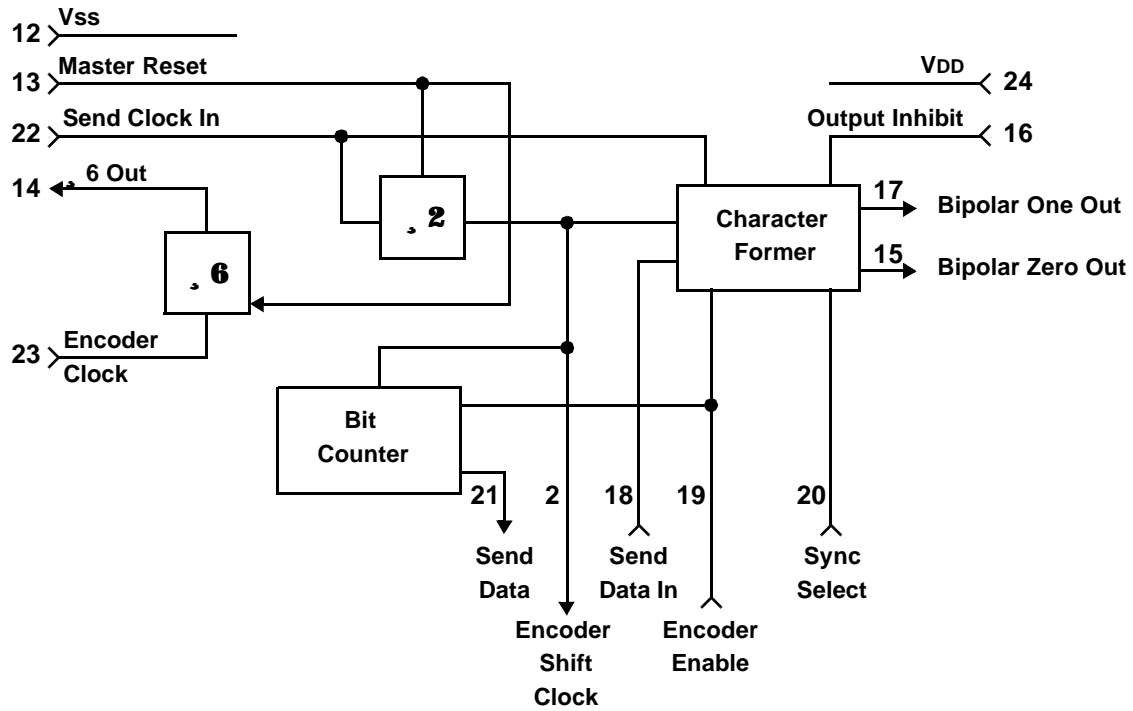 12 Vss
13 Master Reset
22 Send Clock In
14 ¸ 6 Out
¸ 2
¸ 6
23 Encoder
Clock
VDD 24
Output Inhibit 16
Character
Former
17 Bipolar One Out
15 Bipolar Zero Out
Bit
Counter
21
2
18
19
20
Send
Data
Encoder
Shift
Clock
Send
Data In
Encoder
Enable
Sync
Select